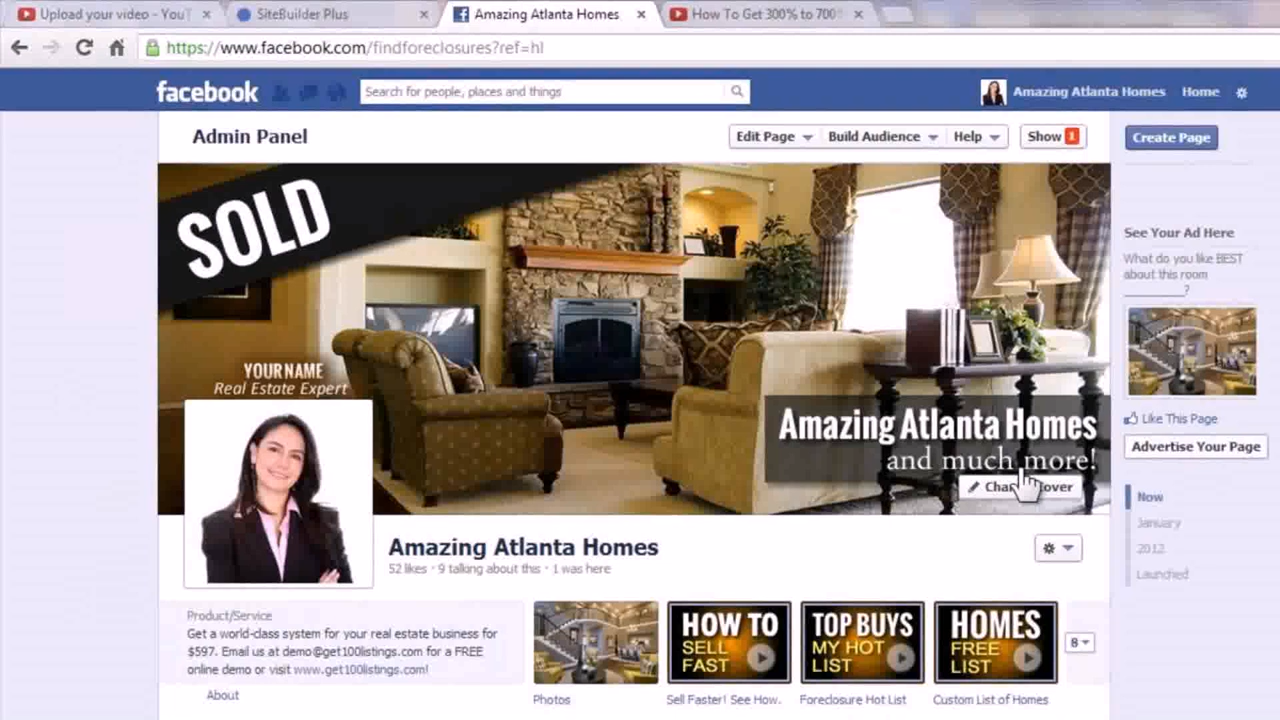 Upload your video - YouT
SiteBuilder Plus
Amazing Atlanta Homes
How To Get 300% to 700%
https://www.facebook.com/findforeclosures?ref=hl
facebook
Search for people, places and things
Amazing Atlanta Homes
Home
Admin Panel
Edit Page
Build Audience
Help
Show 1
Create Page
SOLD
See Your Ad Here
What do you like BEST
about this room
________?
YOUR NAME
Real Estate Expert
Amazing Atlanta Homes
and much more!
Like This Page
Advertise Your Page
Now
January
2012
Launched
Amazing Atlanta Homes
52 likes · 9 talking about this · 1 was here
Product/Service
Get a world-class system for your real estate business for
$597. Email us at demo@get100listings.com for a FREE
online demo or visit www.get100listings.com!
About
HOW TO
SELL
FAST
TOP BUYS
MY HOT
LIST
HOMES
FREE
LIST
8
Photos
Sell Faster! See How.
Foreclosure Hot List
Custom List of Homes